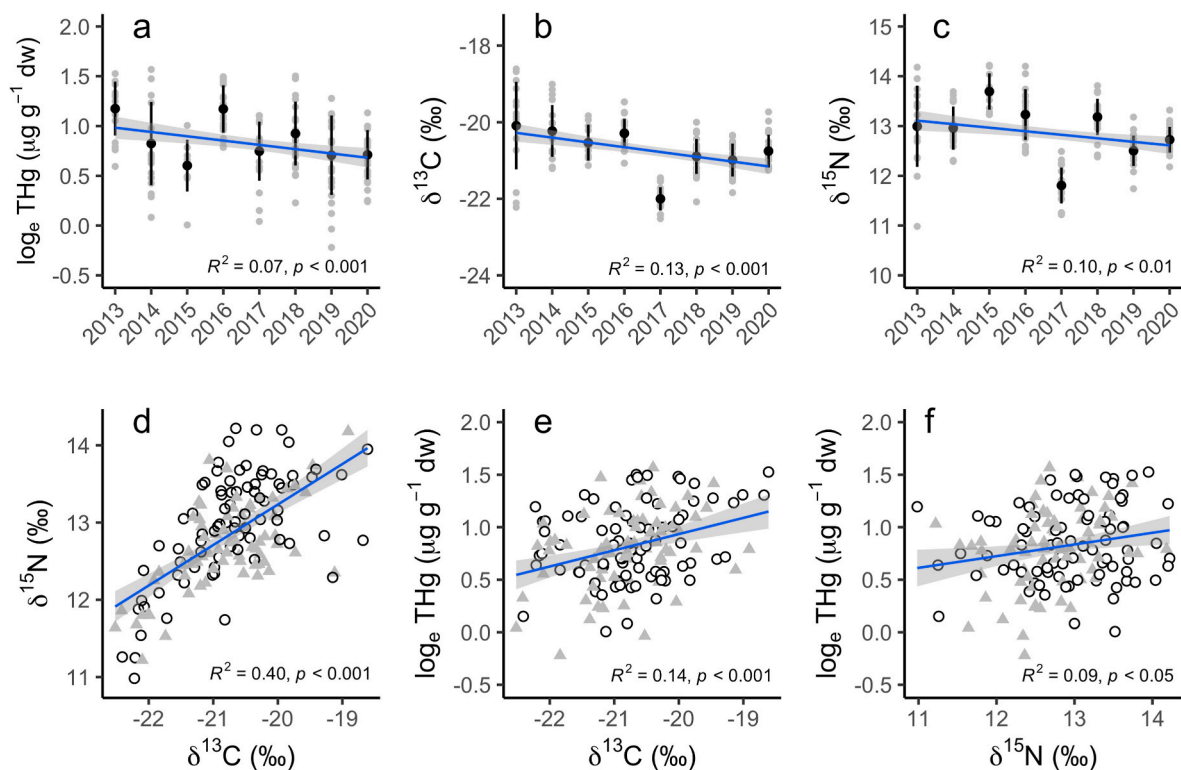 a
log_e THg (μg g⁻¹ dw)
2.0
1.5
1.0
0.5
0.0
-0.5
R² = 0.07, p < 0.001
2013 2014 2015 2016 2017 2018 2019 2020
b
δ¹³C (‰)
-18
-20
-22
-24
R² = 0.13, p < 0.001
2013 2014 2015 2016 2017 2018 2019 2020
c
δ¹⁵N (‰)
15
14
13
12
11
10
R² = 0.10, p < 0.01
2013 2014 2015 2016 2017 2018 2019 2020
d
δ¹⁵N (‰)
14
13
12
11
R² = 0.40, p < 0.001
-22 -21 -20 -19
δ¹³C (‰)
e
log_e THg (μg g⁻¹ dw)
2.0
1.5
1.0
0.5
0.0
-0.5
R² = 0.14, p < 0.001
-22 -21 -20 -19
δ¹³C (‰)
f
log_e THg (μg g⁻¹ dw)
2.0
1.5
1.0
0.5
0.0
-0.5
R² = 0.09, p < 0.05
11 12 13 14
δ¹⁵N (‰)